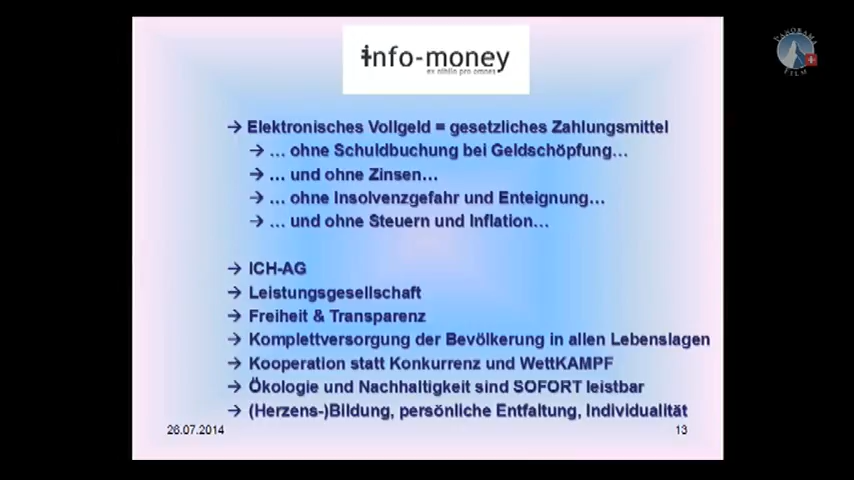 info-money
ex nihilo pro omnes
→ Elektronisches Vollgeld = gesetzliches Zahlungsmittel
→ … ohne Schuldbuchung bei Geldschöpfung…
→ … und ohne Zinsen…
→ … ohne Insolvenzgefahr und Enteignung…
→ … und ohne Steuern und Inflation…
→ ICH-AG
→ Leistungsgesellschaft
→ Freiheit & Transparenz
→ Komplettversorgung der Bevölkerung in allen Lebenslagen
→ Kooperation statt Konkurrenz und WettKAMPF
→ Ökologie und Nachhaltigkeit sind SOFORT leistbar
→ (Herzens-)Bildung, persönliche Entfaltung, Individualität
26.07.2014
13
PANORAMA
FILM